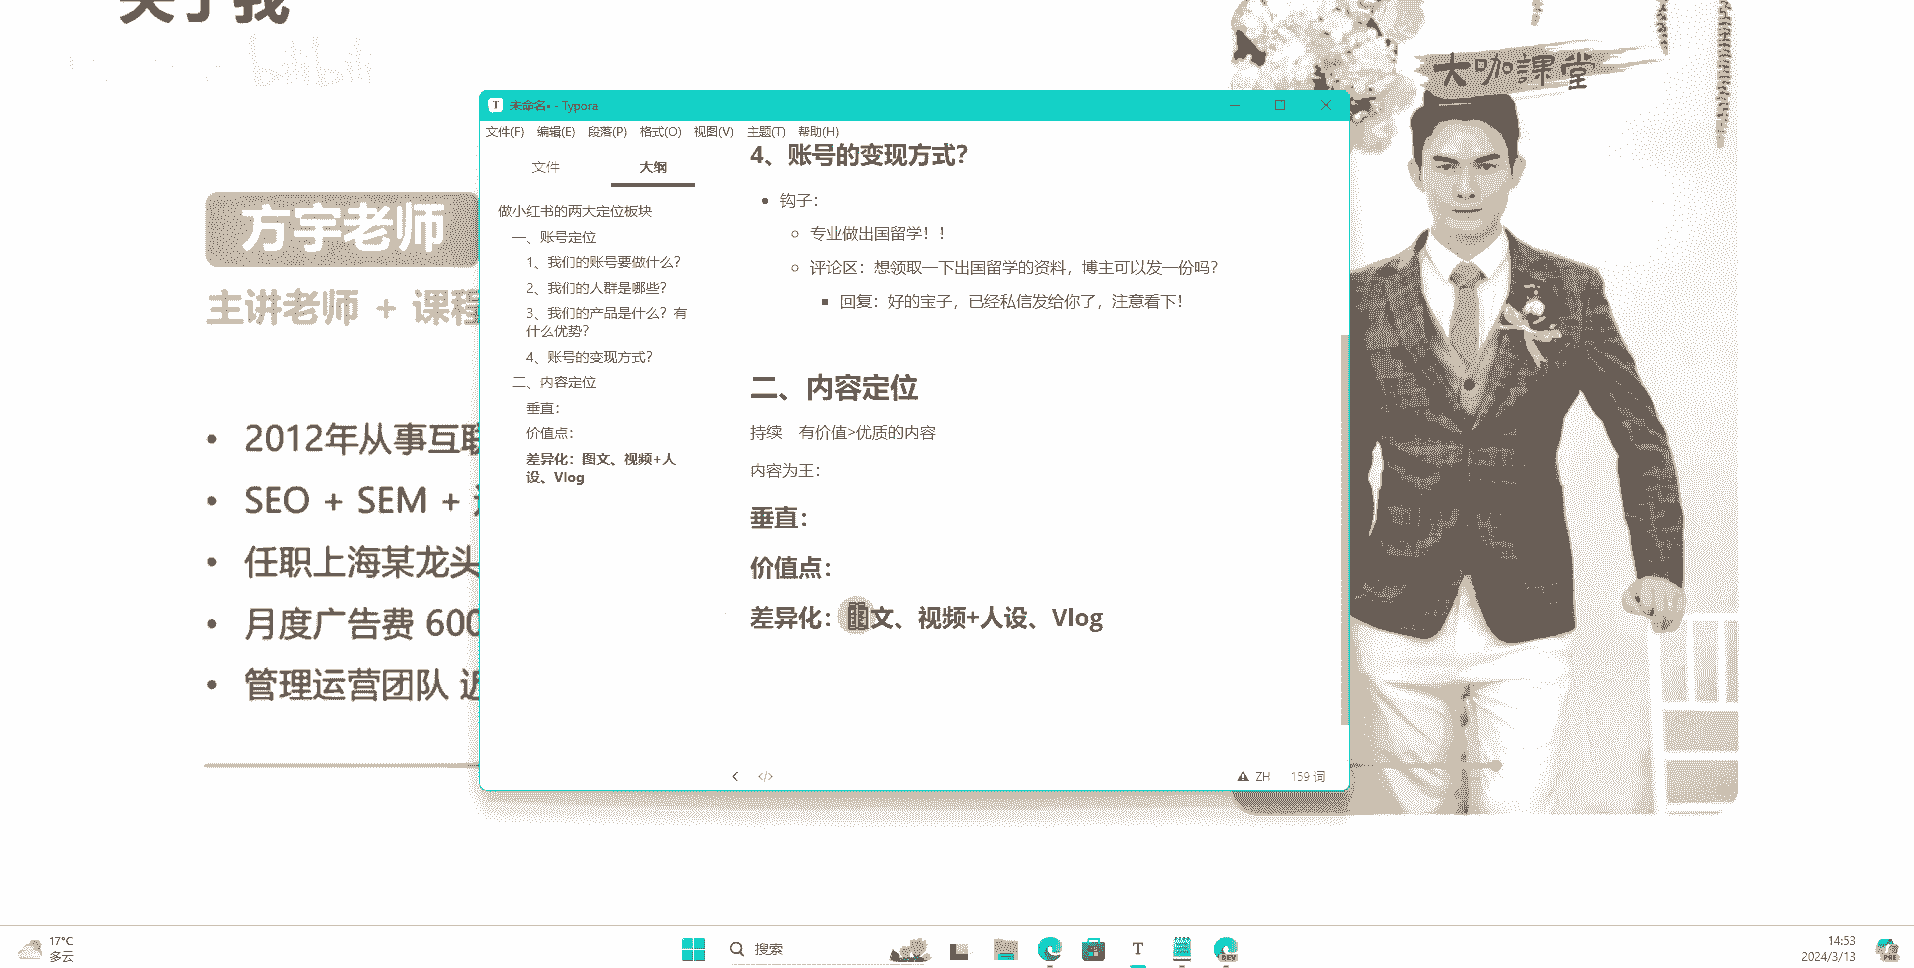 关于我
bilibili
大咖課堂
方宇老师
主讲老师 + 课程
2012年从事互联
SEO + SEM +
任职上海某龙头
月度广告费 600
管理运营团队 近
未命名• - Typora
文件(F) 编辑(E) 段落(P) 格式(O) 视图(V) 主题(T) 帮助(H)
文件 大纲
做小红书的两大定位板块
一、账号定位
1、我们的账号要做什么？
2、我们的人群是哪些？
3、我们的产品是什么？有
什么优势？
4、账号的变现方式？
二、内容定位
垂直：
价值点：
差异化：图文、视频+人
设、Vlog
4、账号的变现方式？
钩子：
专业做出国留学！！
评论区：想领取一下出国留学的资料，博主可以发一份吗？
回复：好的宝子，已经私信发给你了，注意看下！
二、内容定位
持续 有价值>优质的内容
内容为王：
垂直：
价值点：
差异化：图文、视频+人设、Vlog
ZH 159 词
17°C
多云
搜索
T
DEV
14:53
2024/3/13
PRE